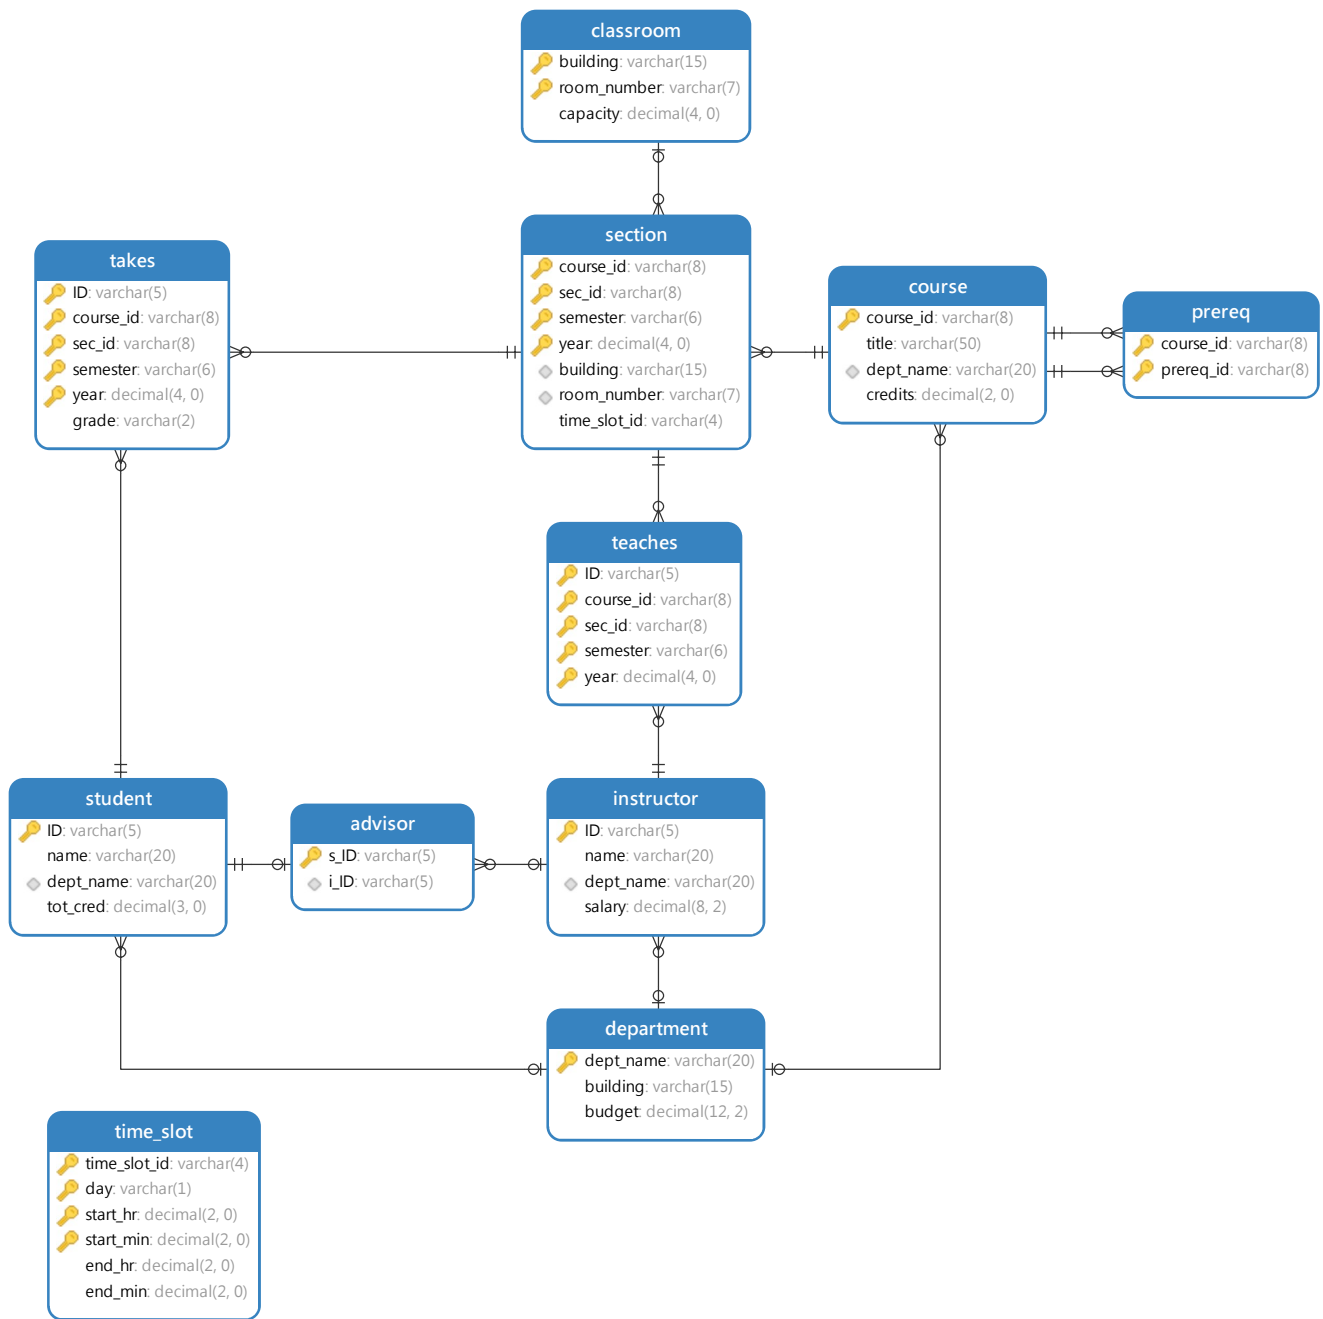 classroom
building: varchar(15)
room_number: varchar(7)
capacity: decimal(4, 0)
section
course_id: varchar(8)
sec_id: varchar(8)
semester: varchar(6)
year: decimal(4, 0)
building: varchar(15)
room_number: varchar(7)
time_slot_id: varchar(4)
takes
ID: varchar(5)
course_id: varchar(8)
sec_id: varchar(8)
semester: varchar(6)
year: decimal(4, 0)
grade: varchar(2)
course
course_id: varchar(8)
title: varchar(50)
dept_name: varchar(20)
credits: decimal(2, 0)
prereq
course_id: varchar(8)
prereq_id: varchar(8)
teaches
ID: varchar(5)
course_id: varchar(8)
sec_id: varchar(8)
semester: varchar(6)
year: decimal(4, 0)
student
ID: varchar(5)
name: varchar(20)
dept_name: varchar(20)
tot_cred: decimal(3, 0)
advisor
s_ID: varchar(5)
i_ID: varchar(5)
instructor
ID: varchar(5)
name: varchar(20)
dept_name: varchar(20)
salary: decimal(8, 2)
department
dept_name: varchar(20)
building: varchar(15)
budget: decimal(12, 2)
time_slot
time_slot_id: varchar(4)
day: varchar(1)
start_hr: decimal(2, 0)
start_min: decimal(2, 0)
end_hr: decimal(2, 0)
end_min: decimal(2, 0)